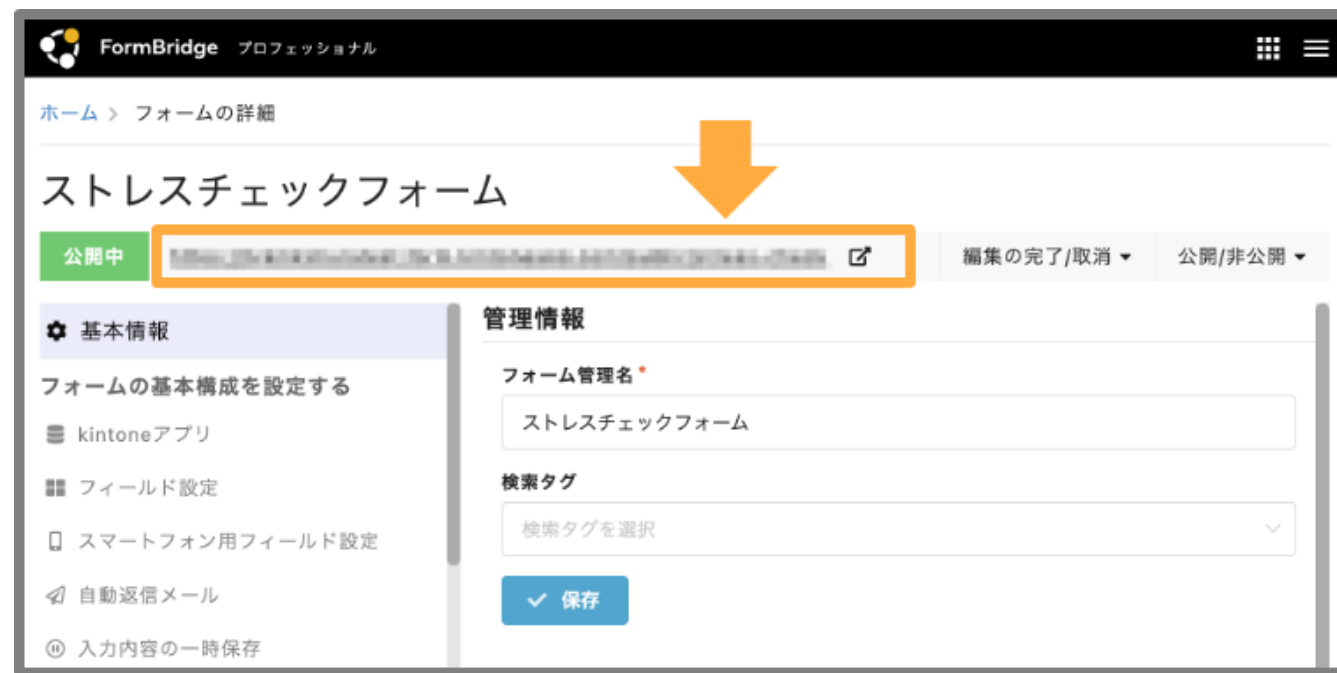 FormBridge プロフェッショナル
ホーム > フォームの詳細
ストレスチェックフォーム
公開中
編集の完了/取消
公開/非公開
基本情報
フォームの基本構成を設定する
kintoneアプリ
フィールド設定
スマートフォン用フィールド設定
自動返信メール
入力内容の一時保存
管理情報
フォーム管理名*
ストレスチェックフォーム
検索タグ
検索タグを選択
保存